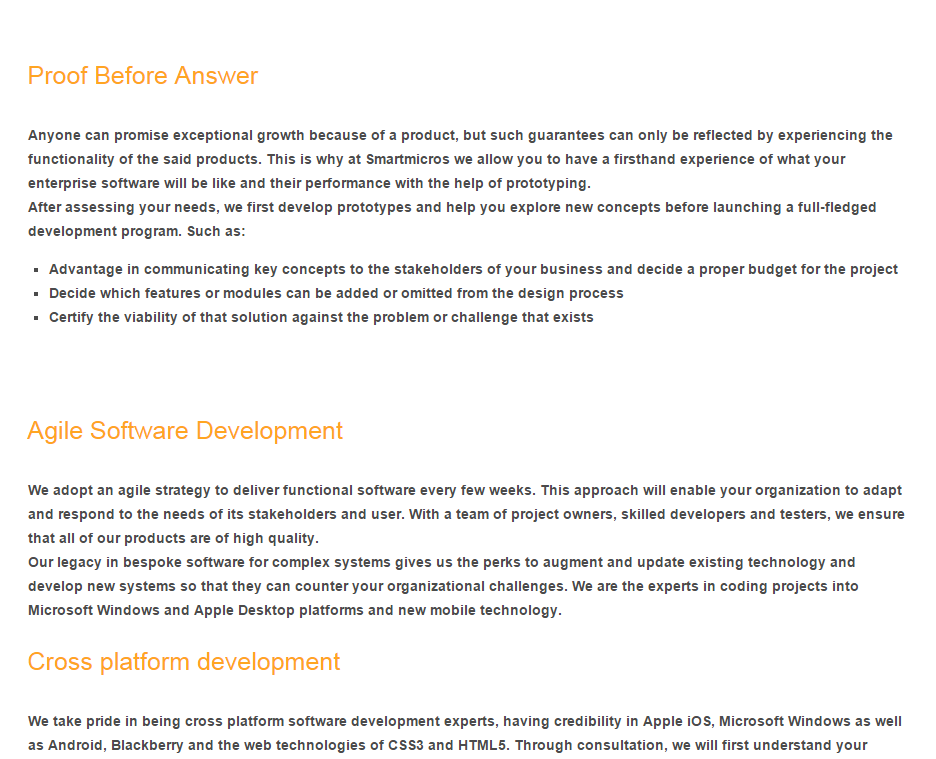 Proof Before Answer
Anyone can promise exceptional growth because of a product, but such guarantees can only be reflected by experiencing the
functionality of the said products. This is why at Smartmicros we allow you to have a firsthand experience of what your
enterprise software will be like and their performance with the help of prototyping.
After assessing your needs, we first develop prototypes and help you explore new concepts before launching a full-fledged
development program. Such as:
▪ Advantage in communicating key concepts to the stakeholders of your business and decide a proper budget for the project
▪ Decide which features or modules can be added or omitted from the design process
▪ Certify the viability of that solution against the problem or challenge that exists
Agile Software Development
We adopt an agile strategy to deliver functional software every few weeks. This approach will enable your organization to adapt
and respond to the needs of its stakeholders and user. With a team of project owners, skilled developers and testers, we ensure
that all of our products are of high quality.
Our legacy in bespoke software for complex systems gives us the perks to augment and update existing technology and
develop new systems so that they can counter your organizational challenges. We are the experts in coding projects into
Microsoft Windows and Apple Desktop platforms and new mobile technology.
Cross platform development
We take pride in being cross platform software development experts, having credibility in Apple iOS, Microsoft Windows as well
as Android, Blackberry and the web technologies of CSS3 and HTML5. Through consultation, we will first understand your